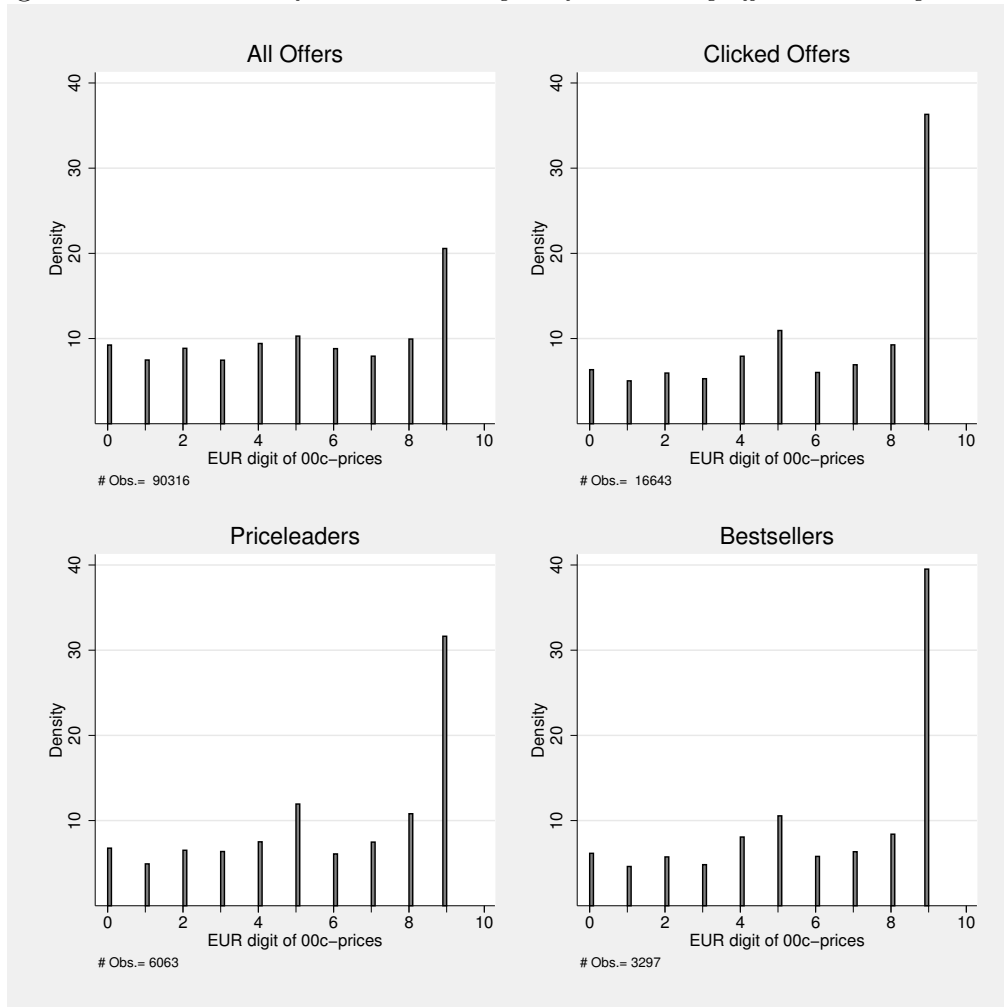 All Offers
40
30
20
10
Density
0 2 4 6 8 10
EUR digit of 00c−prices
# Obs.= 90316
Clicked Offers
40
30
20
10
Density
0 2 4 6 8 10
EUR digit of 00c−prices
# Obs.= 16643
Priceleaders
40
30
20
10
Density
0 2 4 6 8 10
EUR digit of 00c−prices
# Obs.= 6063
Bestsellers
40
30
20
10
Density
0 2 4 6 8 10
EUR digit of 00c−prices
# Obs.= 3297